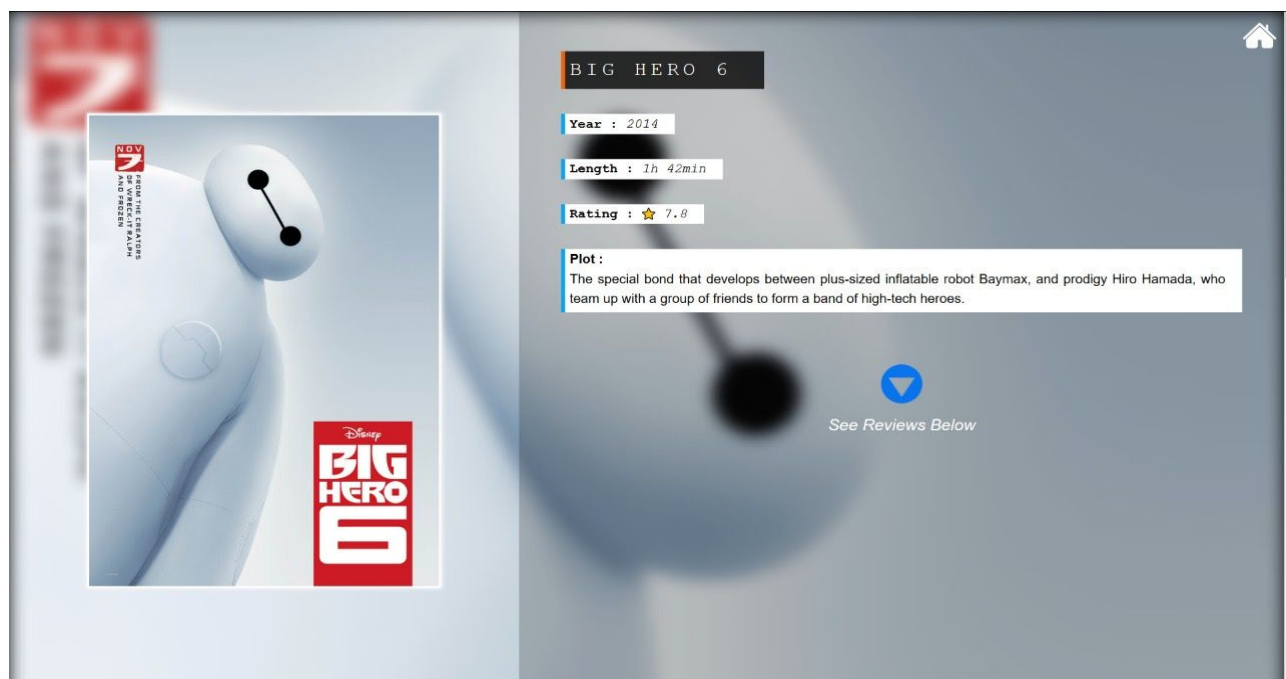 NOV
7
FROM THE CREATORS
OF WRECK-IT RALPH
AND FROZEN
Disney
BIG
HERO
6
BIG HERO 6
Year : 2014
Length : 1h 42min
Rating : ⭐ 7.8
Plot :
The special bond that develops between plus-sized inflatable robot Baymax, and prodigy Hiro Hamada, who
team up with a group of friends to form a band of high-tech heroes.
See Reviews Below